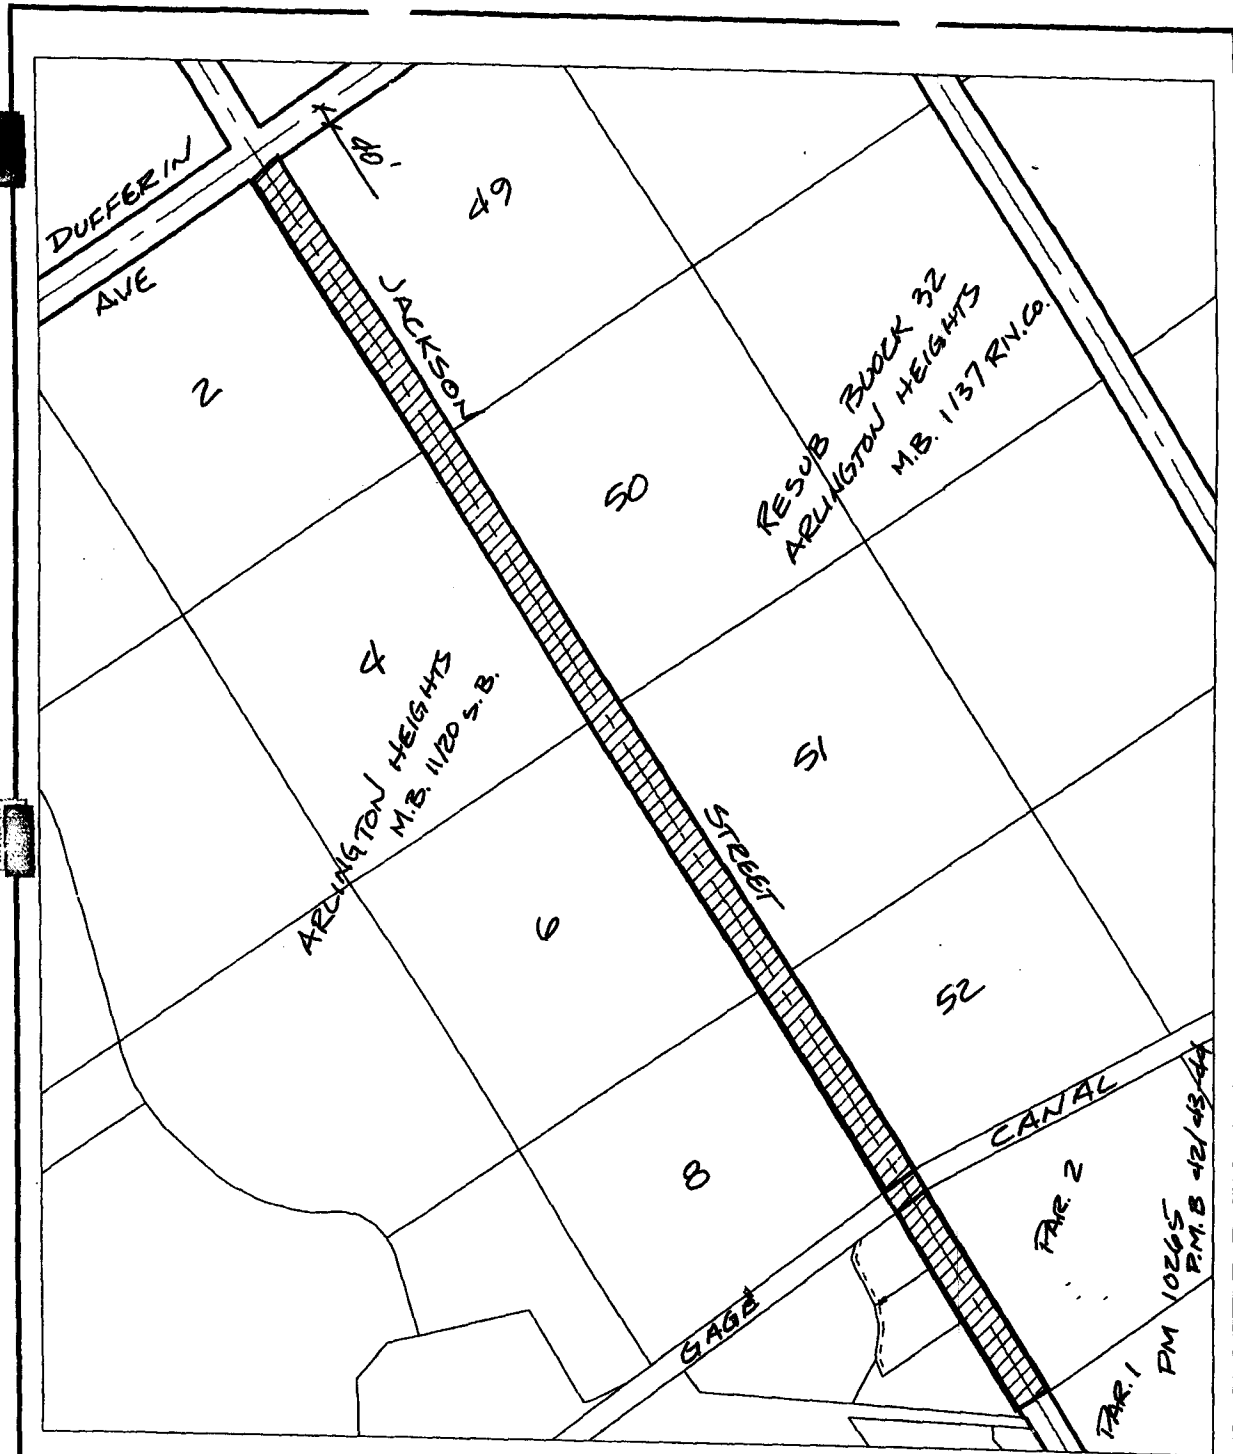 DUFFERIN
AVE
40'
49
2
JACKSON
RESUB BLOCK 32
ARLINGTON HEIGHTS
M.B. 1137 RIV.CO.
50
4
ARLINGTON HEIGHTS
M.B. 11/20 S.B.
51
STREET
6
52
CANAL
8
PAR. 2
GAGE
PAR. 1
PM 10265
P.M.B 42/43-44